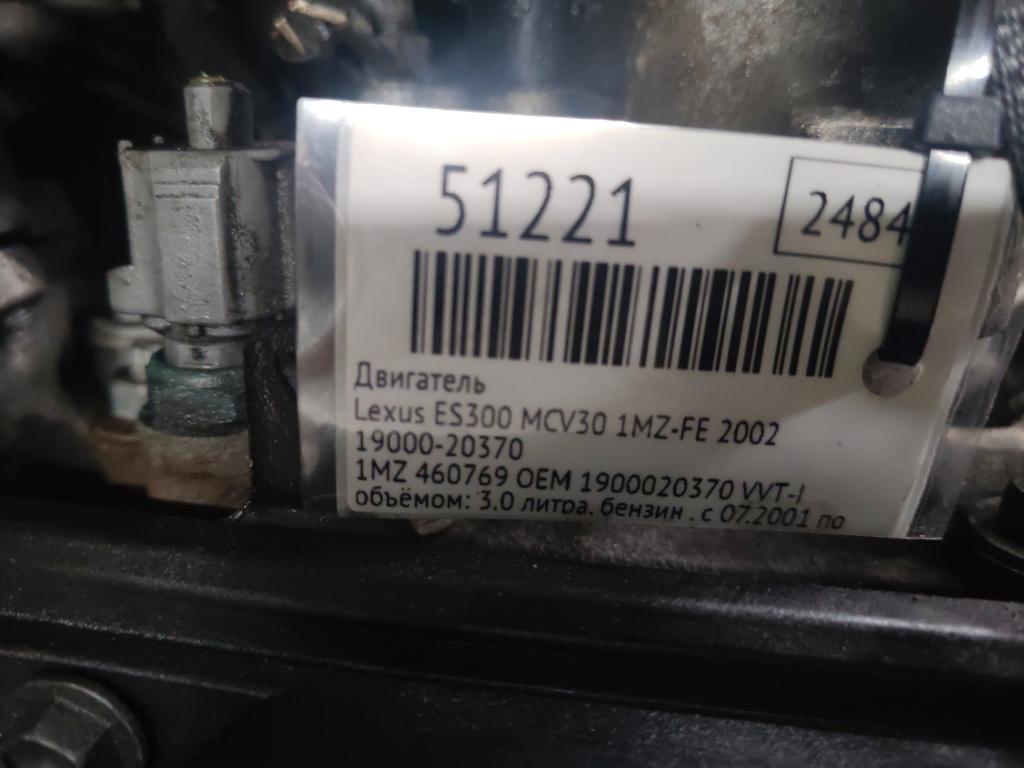 51221
2484
Двигатель
Lexus ES300 MCV30 1MZ-FE 2002
19000-20370
1MZ 460769 OEM 1900020370 VVT-I
объёмом: 3.0 литра, бензин . с 07.2001 по